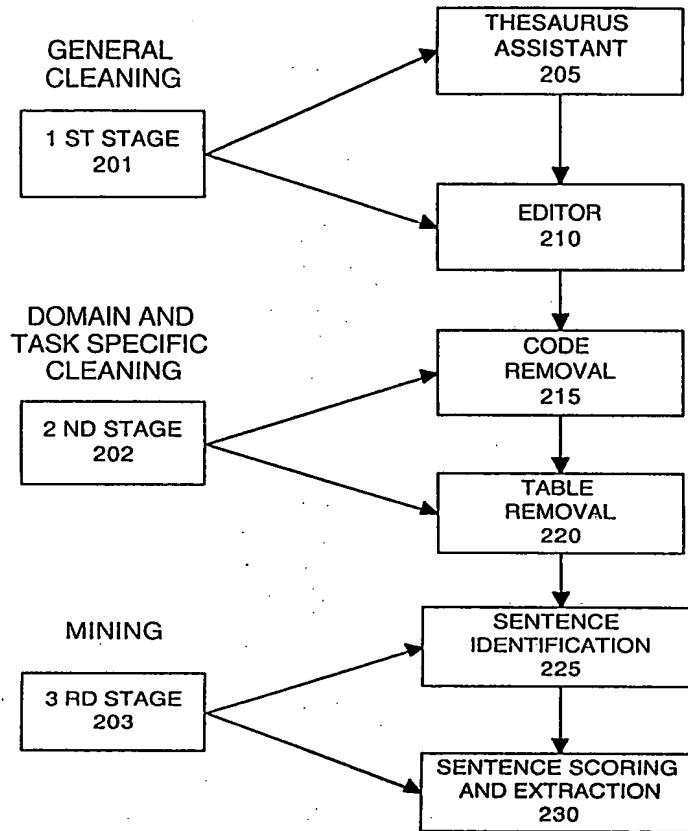 GENERAL
CLEANING
1 ST STAGE
201
THESAURUS
ASSISTANT
205
EDITOR
210
DOMAIN AND
TASK SPECIFIC
CLEANING
2 ND STAGE
202
CODE
REMOVAL
215
TABLE
REMOVAL
220
MINING
3 RD STAGE
203
SENTENCE
IDENTIFICATION
225
SENTENCE SCORING
AND EXTRACTION
230